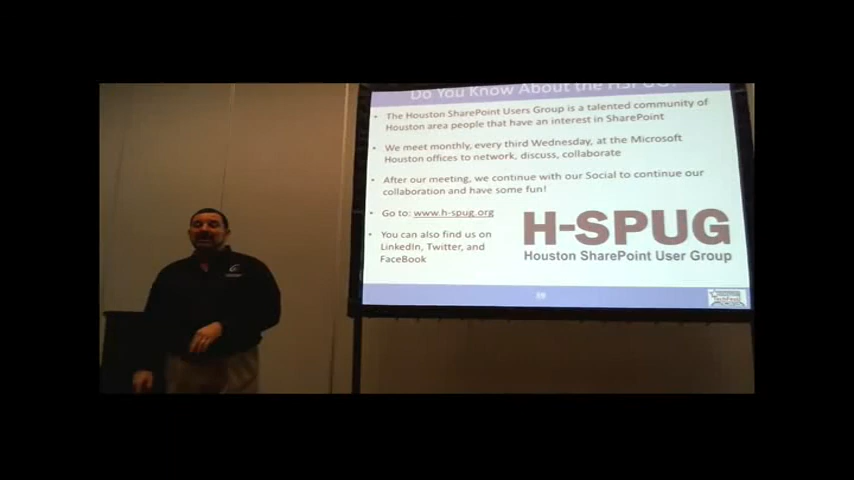 Do You Know About the HSPUG?
• The Houston SharePoint Users Group is a talented community of
Houston area people that have an interest in SharePoint
• We meet monthly, every third Wednesday, at the Microsoft
Houston offices to network, discuss, collaborate
• After our meeting, we continue with our Social to continue our
collaboration and have some fun!
• Go to: www.h-spug.org
• You can also find us on
LinkedIn, Twitter, and
FaceBook
H-SPUG
Houston SharePoint User Group